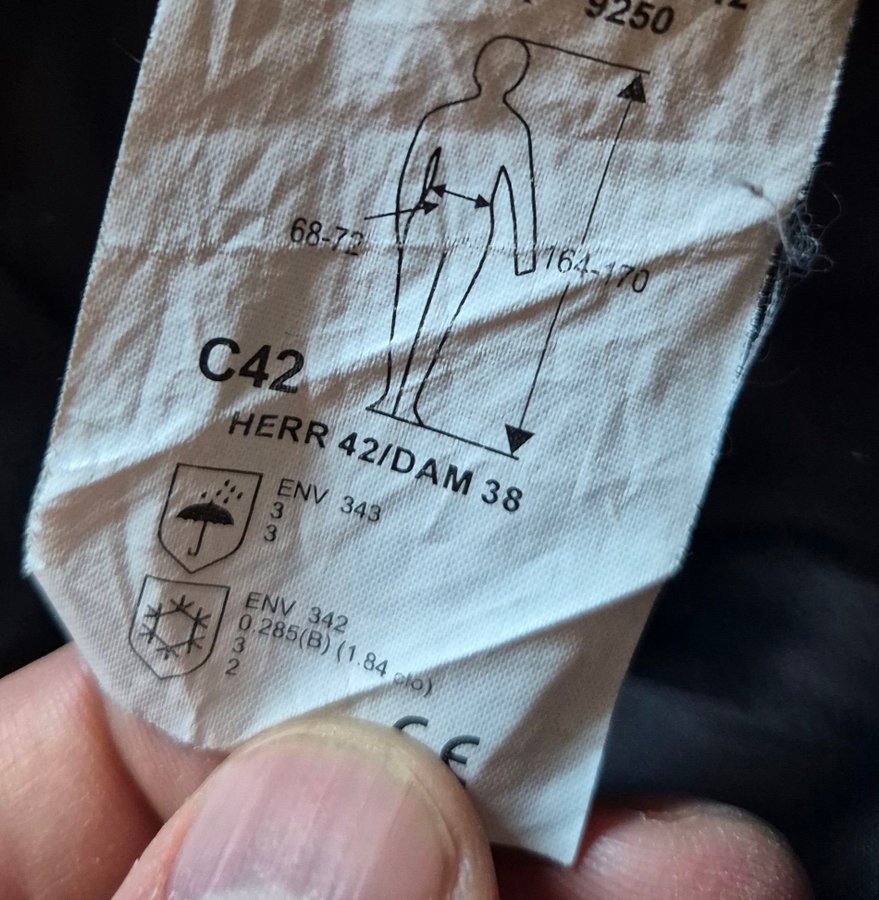 9250
68-72
164-170
C42
HERR 42/DAM 38
ENV 343
3
3
ENV 342
0.285(B) (1.84 clo)
3
2
CE